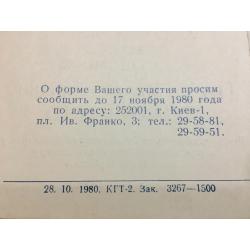 О форме Вашего участия просим
сообщить до 17 ноября 1980 года
по адресу: 252001, г. Киев-1,
пл. Ив. Франко, 3; тел.: 29-58-81,
29-59-51.
28. 10. 1980, КГТ-2. Зак. 3267—1500